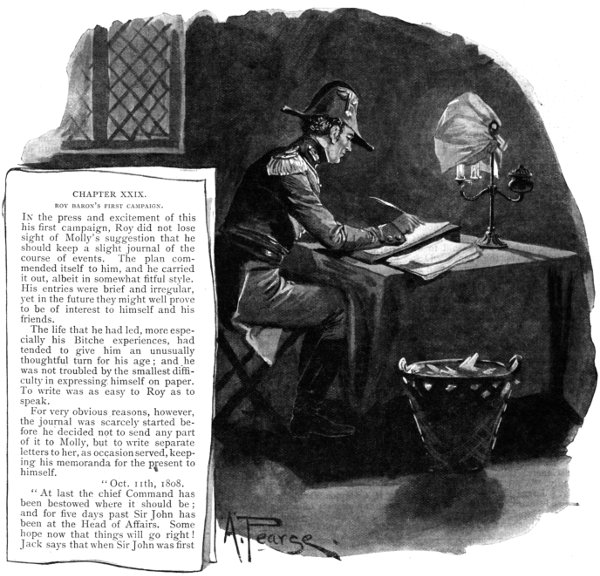 CHAPTER XXIX.
ROY BARON'S FIRST CAMPAIGN.
IN the press and excitement of this
his first campaign, Roy did not lose
sight of Molly's suggestion that he
should keep a slight journal of the
course of events. The plan com-
mended itself to him, and he carried
it out, albeit in somewhat fitful style.
His entries were brief and irregular,
yet in the future they might well prove
to be of interest to himself and his
friends.
The life that he had led, more espe-
cially his Bitche experiences, had
tended to give him an unusually
thoughtful turn for his age; and he
was not troubled by the smallest diffi-
culty in expressing himself on paper.
To write was as easy to Roy as to
speak.
For very obvious reasons, however,
the journal was scarcely started be-
fore he decided not to send any part
of it to Molly, but to write separate
letters to her, as occasion served, keep-
ing his memoranda for the present to
himself.
"Oct. 11th, 1808.
"At last the chief Command has
been bestowed where it should be;
and for five days past Sir John has
been at the Head of Affairs. Some
hope now that things will go right!
Jack says that when Sir John was first
A. Pearse.